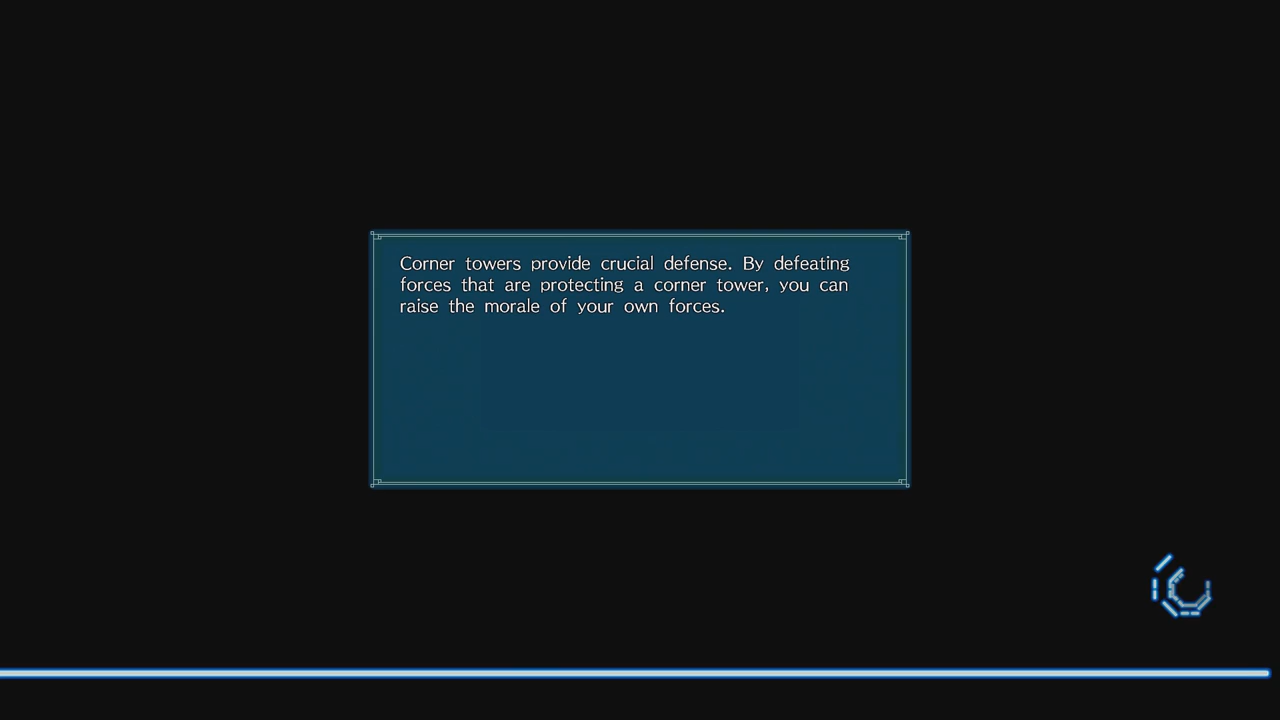 Corner towers provide crucial defense. By defeating
forces that are protecting a corner tower, you can
raise the morale of your own forces.